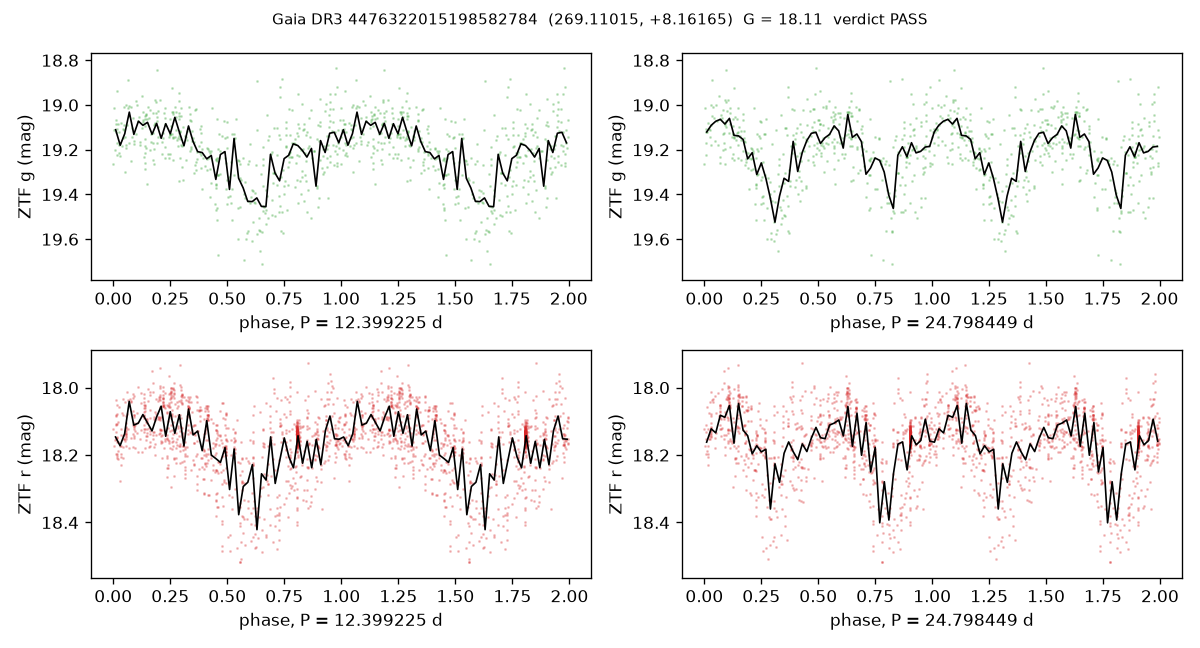 Gaia DR3 4476322015198582784  (269.11015, +8.16165)  G = 18.11  verdict PASS
ZTF g (mag)
18.8
19.0
19.2
19.4
19.6
0.00 0.25 0.50 0.75 1.00 1.25 1.50 1.75 2.00
phase, P = 12.399225 d
ZTF g (mag)
18.8
19.0
19.2
19.4
19.6
0.00 0.25 0.50 0.75 1.00 1.25 1.50 1.75 2.00
phase, P = 24.798449 d
ZTF r (mag)
18.0
18.2
18.4
0.00 0.25 0.50 0.75 1.00 1.25 1.50 1.75 2.00
phase, P = 12.399225 d
ZTF r (mag)
18.0
18.2
18.4
0.00 0.25 0.50 0.75 1.00 1.25 1.50 1.75 2.00
phase, P = 24.798449 d